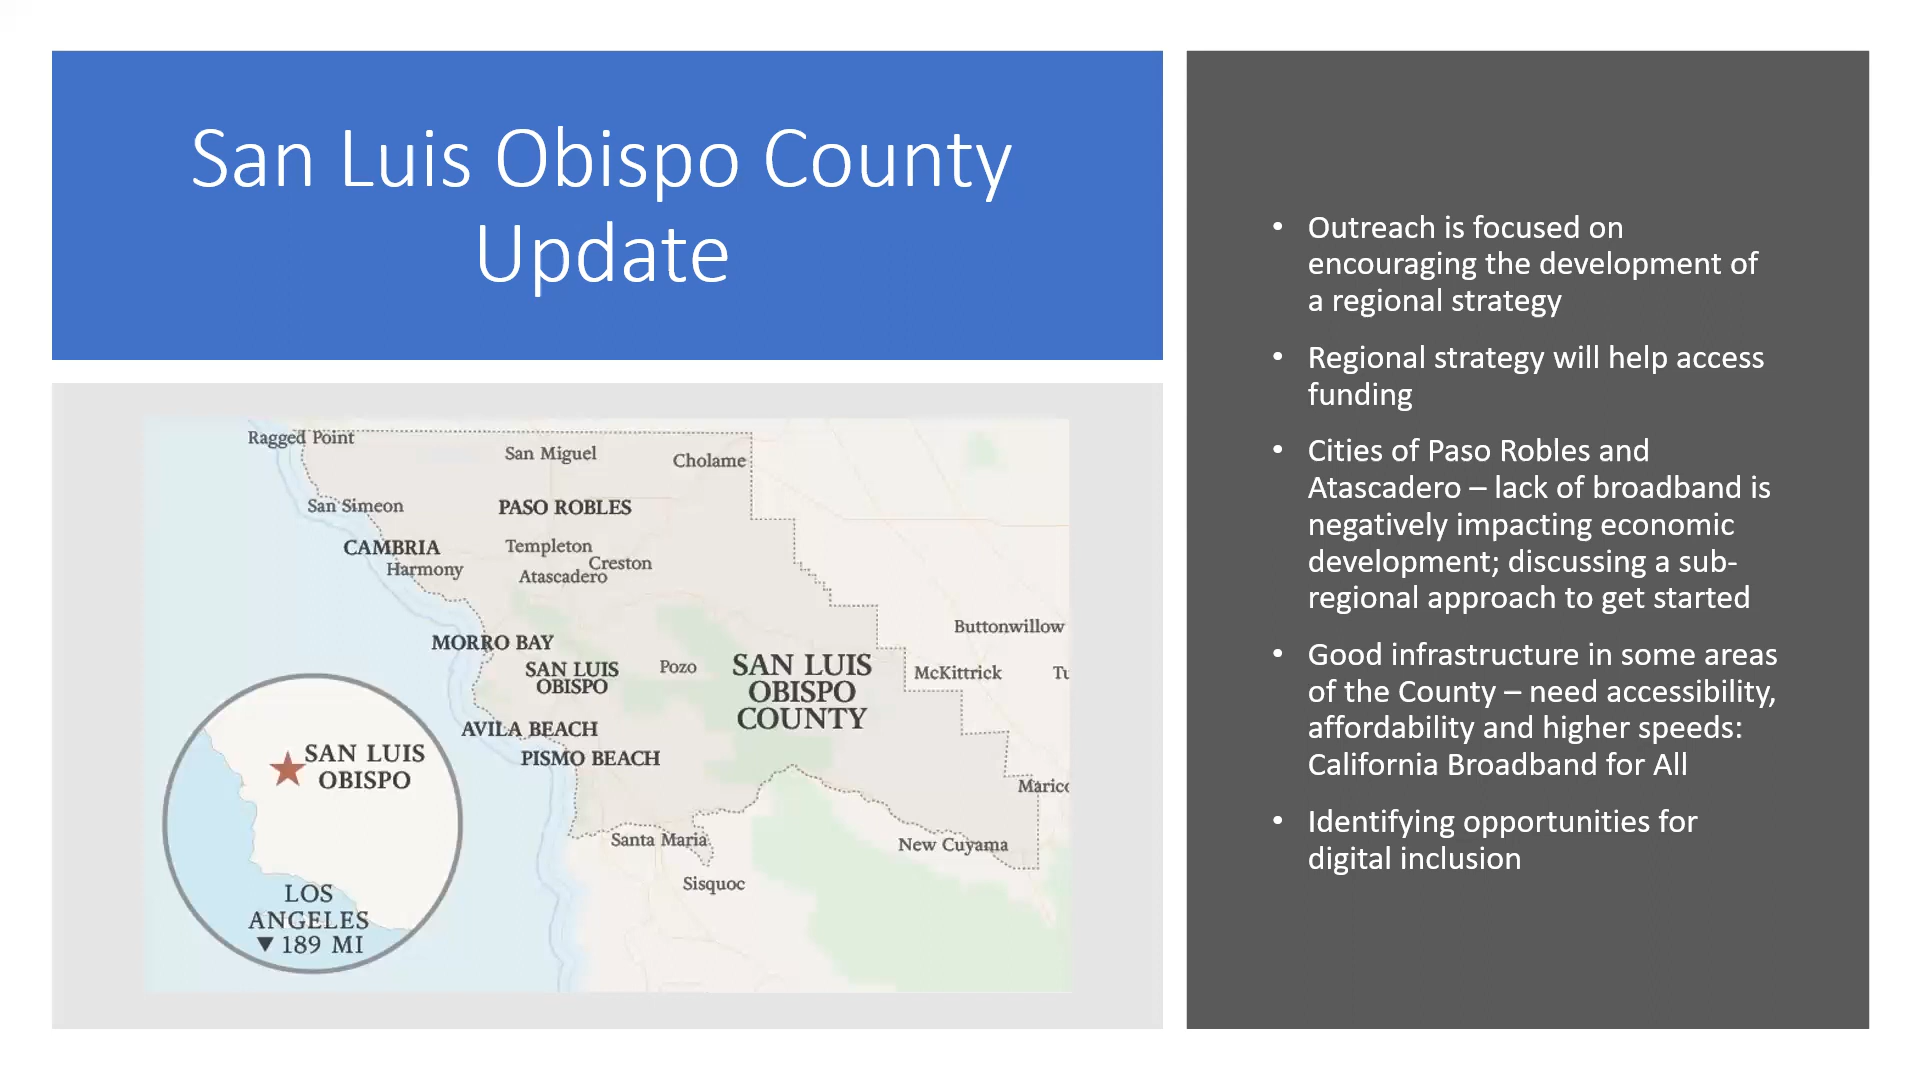 San Luis Obispo County
Update
• Outreach is focused on
encouraging the development of
a regional strategy
• Regional strategy will help access
funding
• Cities of Paso Robles and
Atascadero – lack of broadband is
negatively impacting economic
development; discussing a sub-
regional approach to get started
• Good infrastructure in some areas
of the County – need accessibility,
affordability and higher speeds:
California Broadband for All
• Identifying opportunities for
digital inclusion
Ragged Point
San Miguel
Cholame
San Simeon
PASO ROBLES
CAMBRIA
Harmony
Templeton
Creston
Atascadero
Buttonwillow
MORRO BAY
SAN LUIS
OBISPO
Pozo
SAN LUIS
OBISPO
COUNTY
McKittrick
Tu
AVILA BEACH
PISMO BEACH
Marico
Santa Maria
New Cuyama
Sisquoc
SAN LUIS
OBISPO
LOS
ANGELES
▼ 189 MI